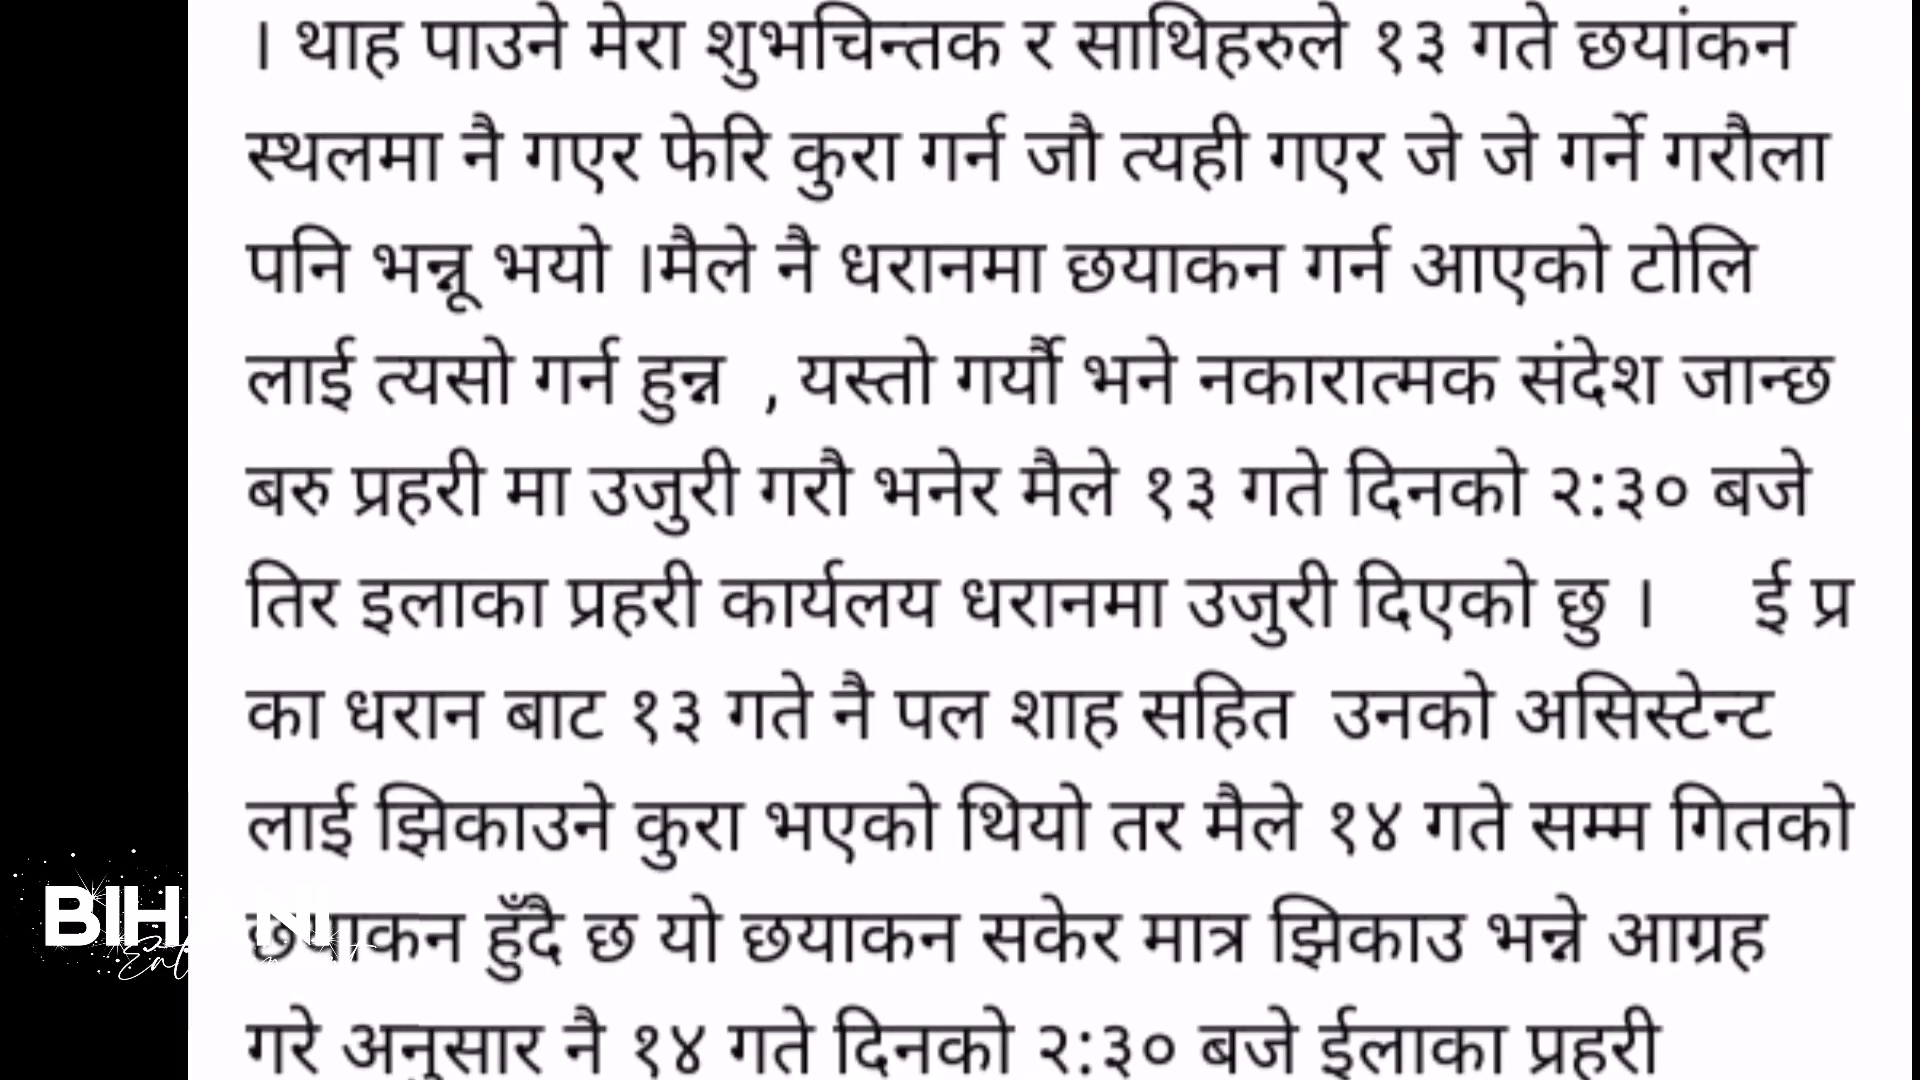 । थाह पाउने मेरा शुभचिन्तक र साथिहरुले १३ गते छयांकन
स्थलमा नै गएर फेरि कुरा गर्न जौ त्यही गएर जे जे गर्ने गरौला
पनि भन्नू भयो ।मैले नै धरानमा छयाकन गर्न आएको टोलि
लाई त्यसो गर्न हुन्न , यस्तो गर्यौ भने नकारात्मक संदेश जान्छ
बरु प्रहरी मा उजुरी गरौ भनेर मैले १३ गते दिनको २:३० बजे
तिर इलाका प्रहरी कार्यलय धरानमा उजुरी दिएको छु । ई प्र
का धरान बाट १३ गते नै पल शाह सहित उनको असिस्टेन्ट
लाई झिकाउने कुरा भएको थियो तर मैले १४ गते सम्म गितको
छयाकन हुँदै छ यो छयाकन सकेर मात्र झिकाउ भन्ने आग्रह
गरे अनुसार नै १४ गते दिनको २:३० बजे ईलाका प्रहरी
BIHANI